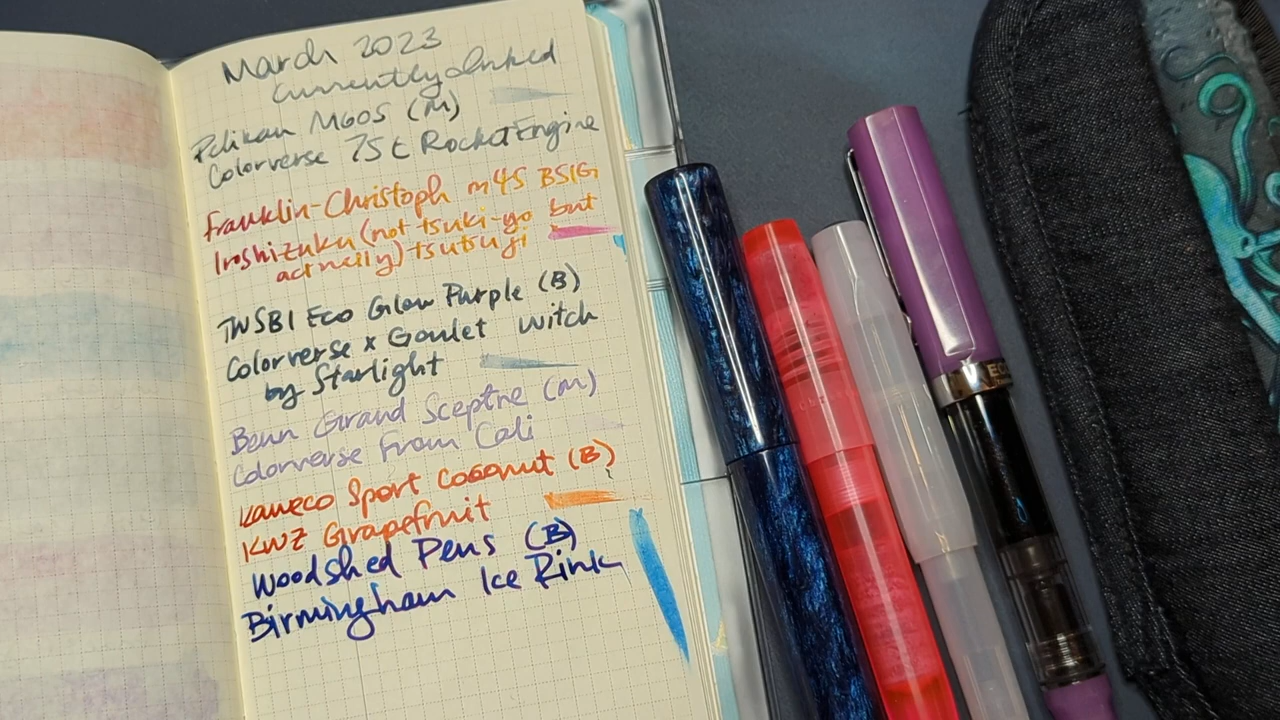 March 2023
Currently Inked
Pelikan M605 (M)
Colorverse 75t Rocket Engine
Franklin-Christoph m45 BSIG
Iroshizuku (not tsuki-yo but
actually) tsutsuji
TWSBI Eco Glow Purple (B)
Colorverse x Goulet Witch
by Starlight
Benu Grand Sceptre (M)
Colorverse From Cali
Kaweco Sport Coconut (B)
KWZ Grapefruit
Woodshed Pens (B)
Birmingham Ice Rink